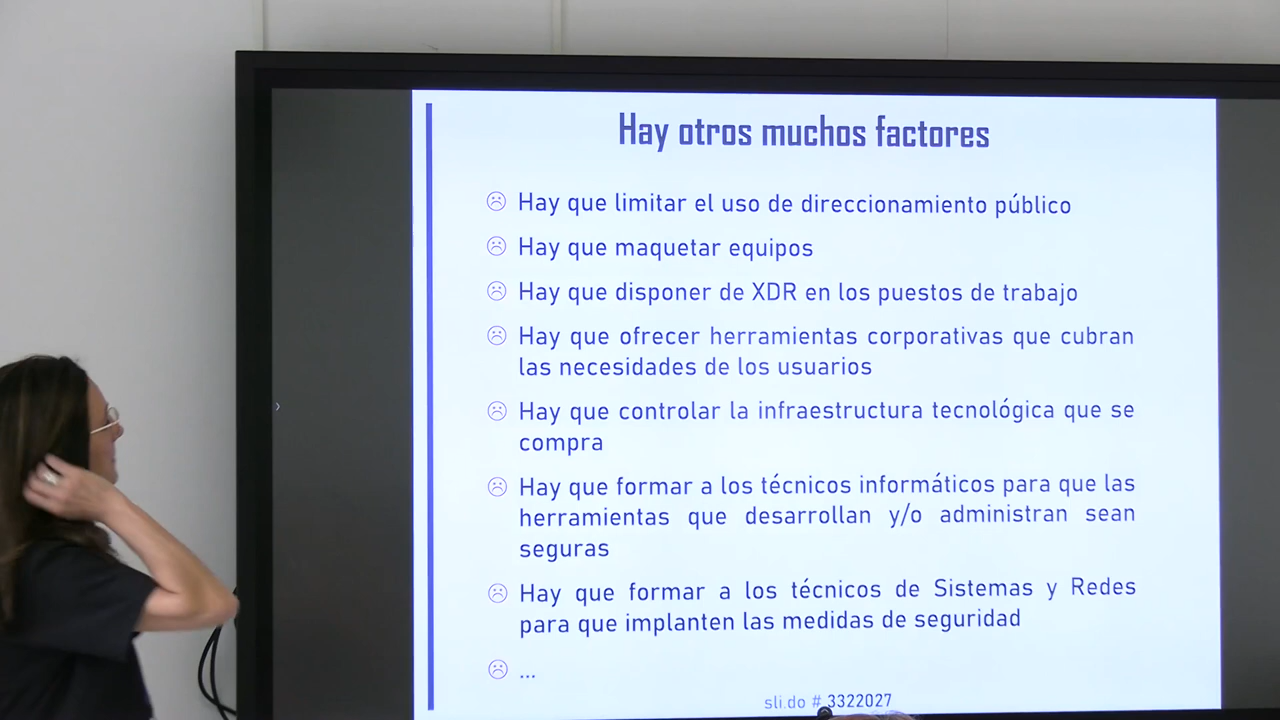 Hay otros muchos factores
Hay que limitar el uso de direccionamiento público
Hay que maquetar equipos
Hay que disponer de XDR en los puestos de trabajo
Hay que ofrecer herramientas corporativas que cubran
las necesidades de los usuarios
Hay que controlar la infraestructura tecnológica que se
compra
Hay que formar a los técnicos informáticos para que las
herramientas que desarrollan y/o administran sean
seguras
Hay que formar a los técnicos de Sistemas y Redes
para que implanten las medidas de seguridad
...
sli.do # 3322027